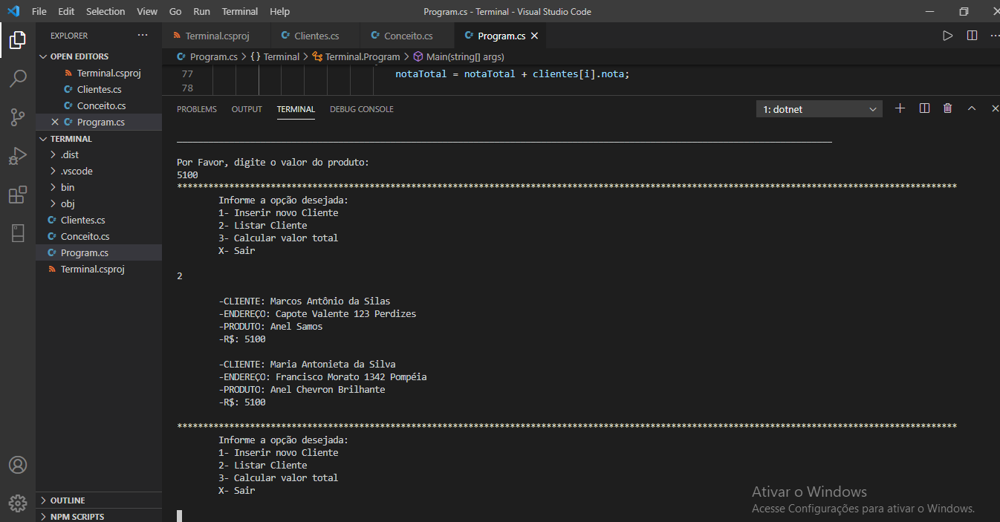 File Edit Selection View Go Run Terminal Help
Program.cs - Terminal - Visual Studio Code
EXPLORER
OPEN EDITORS
Terminal.csproj
Clientes.cs
Conceito.cs
Program.cs
TERMINAL
.dist
.vscode
bin
obj
Clientes.cs
Conceito.cs
Program.cs
Terminal.csproj
OUTLINE
NPM SCRIPTS
Terminal.csproj Clientes.cs Conceito.cs Program.cs
Program.cs > {} Terminal > Terminal.Program > Main(string[] args)
77 notaTotal = notaTotal + clientes[i].nota;
78
PROBLEMS OUTPUT TERMINAL DEBUG CONSOLE 1: dotnet
Por Favor, digite o valor do produto:
5100
******************************************************************************************************************************************************
Informe a opção desejada:
1- Inserir novo Cliente
2- Listar Cliente
3- Calcular valor total
X- Sair
2
-CLIENTE: Marcos Antônio da Silas
-ENDEREÇO: Capote Valente 123 Perdizes
-PRODUTO: Anel Samos
-R$: 5100
-CLIENTE: Maria Antonieta da Silva
-ENDEREÇO: Francisco Morato 1342 Pompéia
-PRODUTO: Anel Chevron Brilhante
-R$: 5100
******************************************************************************************************************************************************
Informe a opção desejada:
1- Inserir novo Cliente
2- Listar Cliente
3- Calcular valor total
X- Sair
Ativar o Windows
Acesse Configurações para ativar o Windows.